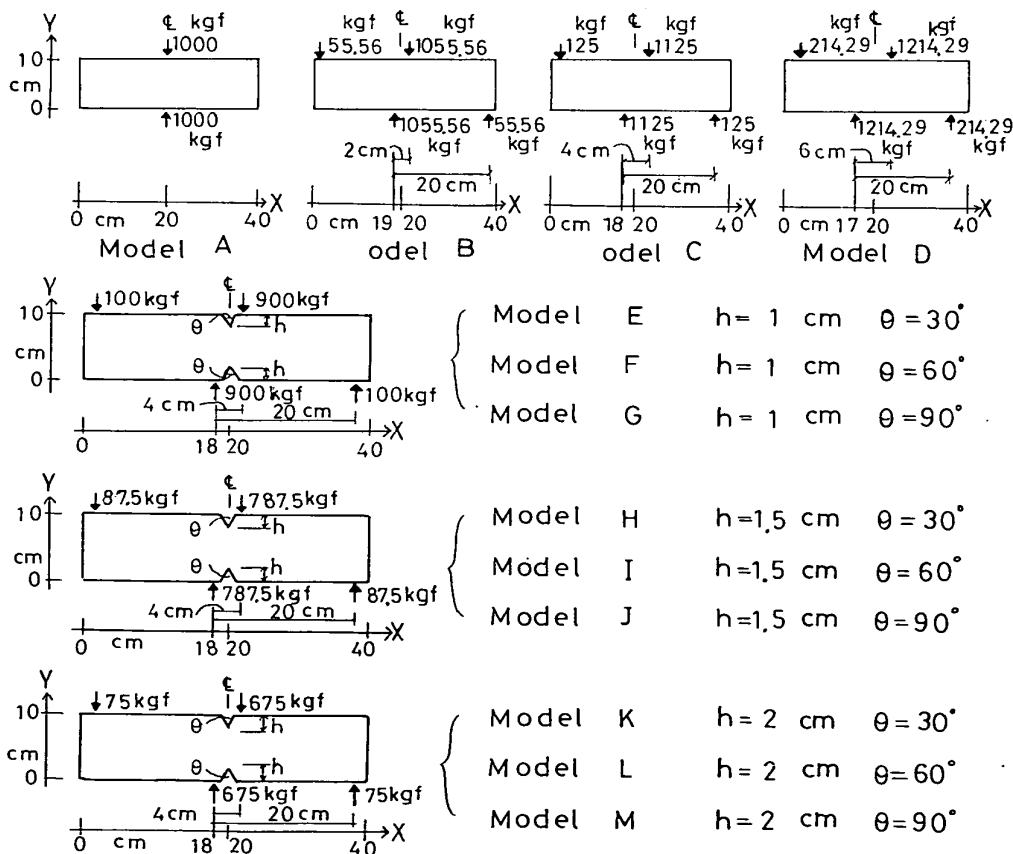 Y
℄ kgf
1000
10
cm
0
1000
kgf
0 cm 20 40 X
Model A
kgf ℄ kgf
55.56 1055.56
1055.56 55.56
kgf kgf
2 cm
20 cm
0 cm 19 20 40 X
odel B
kgf ℄ kgf
125 1125
1125 125
kgf kgf
4 cm
20 cm
0 cm 18 20 40 X
odel C
kgf ℄ kgf
214.29 1214.29
1214.29 214.29
kgf kgf
6 cm
20 cm
0 cm 17 20 40 X
Model D
Y
℄
100kgf 900kgf
10
θ h
cm
θ h
0
900kgf 100kgf
4 cm 20 cm
0 18 20 40 X
Model E h= 1 cm θ=30°
Model F h= 1 cm θ=60°
Model G h= 1 cm θ=90°
Y
℄
87.5kgf 787.5kgf
10
θ h
cm
θ h
0
787.5kgf 87.5kgf
4cm 20 cm
0 cm 18 20 40 X
Model H h=1.5 cm θ=30°
Model I h=1.5 cm θ=60°
Model J h=1.5 cm θ=90°
Y
℄
75kgf 675kgf
10
θ h
cm
θ h
0
675kgf 75kgf
4cm 20 cm
0 cm 18 20 40 X
Model K h= 2 cm θ=30°
Model L h= 2 cm θ=60°
Model M h= 2 cm θ=90°